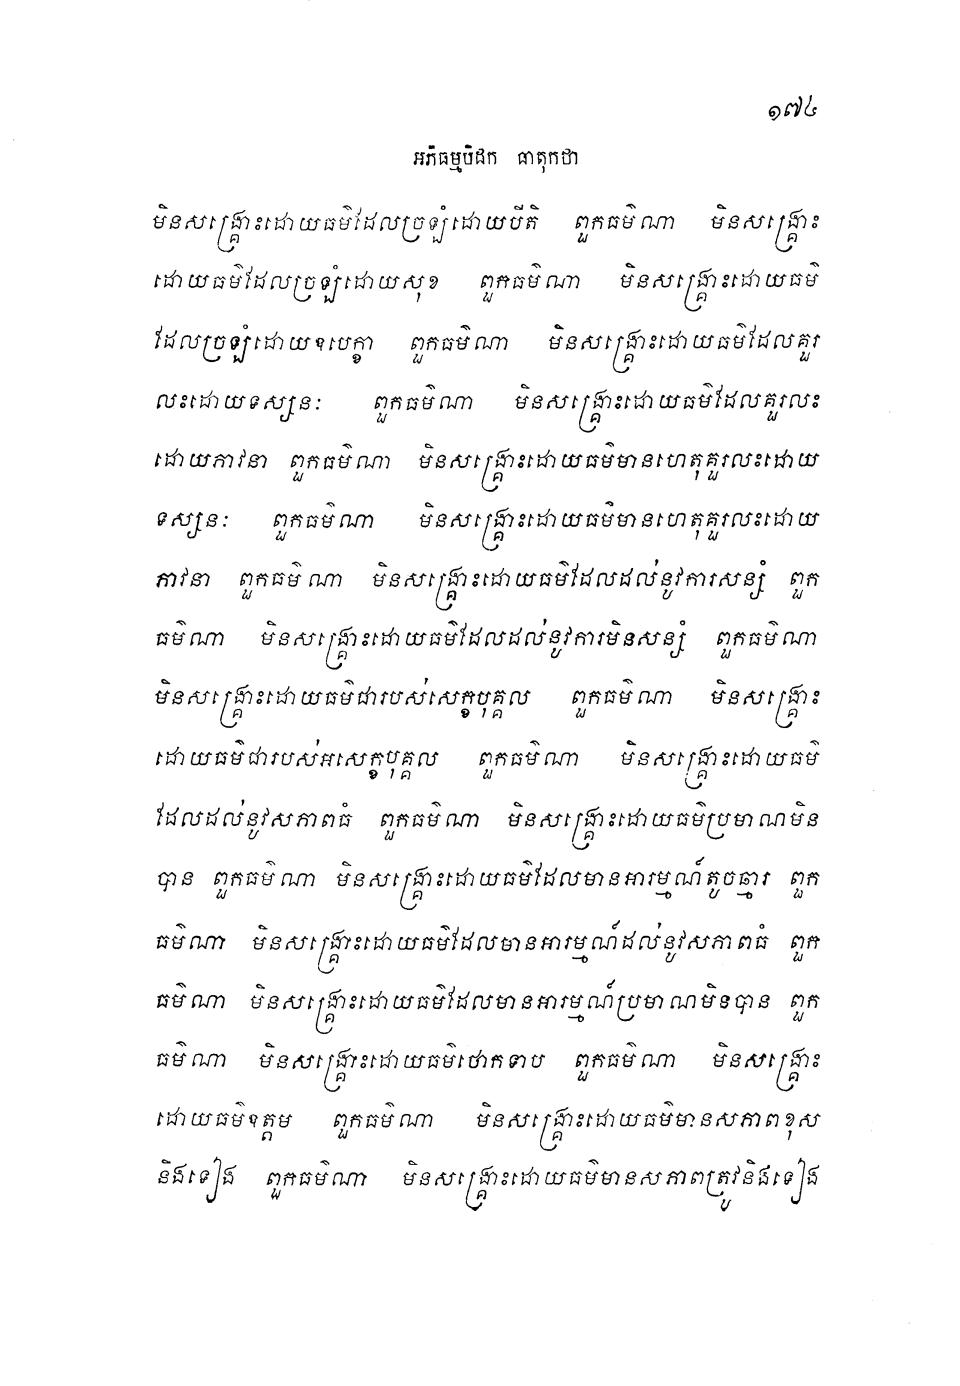 ១៧៤
អភិធម្មបិដក ធាតុកថា
មិនសង្គ្រោះដោយធម៌ដែលច្រឡំដោយបីតិ ពួកធម៌ណា មិនសង្គ្រោះ
ដោយធម៌ដែលច្រឡំដោយសុខ ពួកធម៌ណា មិនសង្គ្រោះដោយធម៌
ដែលច្រឡំដោយឧបេក្ខា ពួកធម៌ណា មិនសង្គ្រោះដោយធម៌ដែលគួរ
លះដោយទស្សនៈ ពួកធម៌ណា មិនសង្គ្រោះដោយធម៌ដែលគួរលះ
ដោយភាវនា ពួកធម៌ណា មិនសង្គ្រោះដោយធម៌មានហេតុគួរលះដោយ
ទស្សនៈ ពួកធម៌ណា មិនសង្គ្រោះដោយធម៌មានហេតុគួរលះដោយ
ភាវនា ពួកធម៌ ណា មិនសង្គ្រោះដោយធម៌ដែលដល់នូវការសន្សំ ពួក
ធម៌ណា មិនសង្គ្រោះដោយធម៌ដែលដល់នូវការមិនសន្សំ ពួកធម៌ណា
មិនសង្គ្រោះដោយធម៌ជារបស់សេក្ខបុគ្គល ពួកធម៌ណា មិនសង្គ្រោះ
ដោយធម៌ជារបស់អសេក្ខបុគ្គល ពួកធម៌ណា មិនសង្គ្រោះដោយធម៌
ដែលដល់នូវសភាពធំ ពួកធម៌ណា មិនសង្គ្រោះដោយធម៌ប្រមាណមិន
បាន ពួកធម៌ណា មិនសង្គ្រោះដោយធម៌ដែលមានអារម្មណ៍តូចឆ្មារ ពួក
ធម៌ណា មិនសង្គ្រោះដោយធម៌ដែលមានអារម្មណ៍ដល់នូវសភាពធំ ពួក
ធម៌ណា មិនសង្គ្រោះដោយធម៌ដែលមានអារម្មណ៍ប្រមាណមិនបាន ពួក
ធម៌ណា មិនសង្គ្រោះដោយធម៌ថោកទាប ពួកធម៌ណា មិនសង្គ្រោះ
ដោយធម៌ឧត្តម ពួកធម៌ណា មិនសង្គ្រោះដោយធម៌មានសភាពខុស
និងទៀង ពួកធម៌ណា មិនសង្គ្រោះដោយធម៌មានសភាពត្រូវនិងទៀង